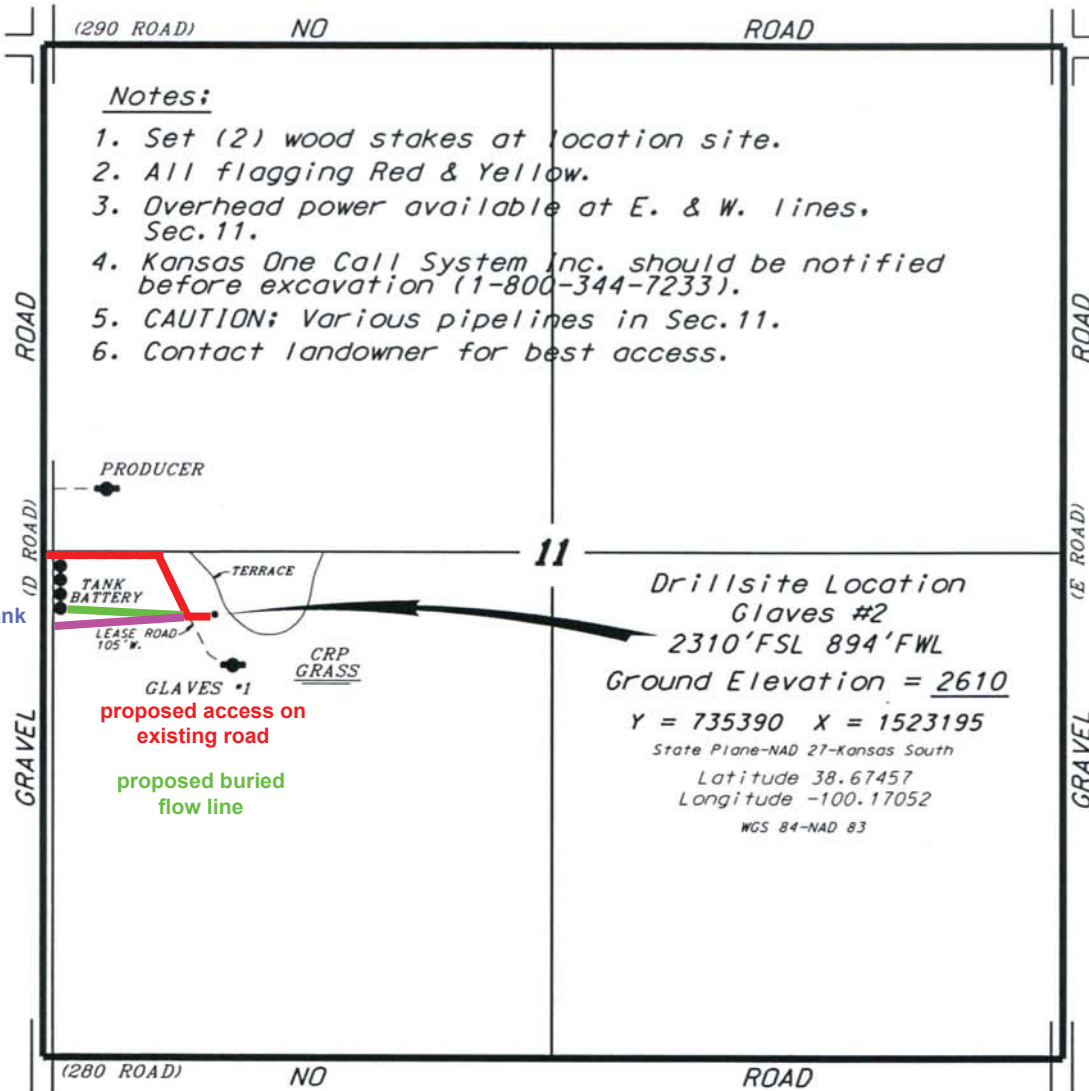 (290 ROAD) NO ROAD
Notes:
1. Set (2) wood stakes at location site.
2. All flagging Red & Yellow.
3. Overhead power available at E. & W. lines,
Sec.11.
4. Kansas One Call System Inc. should be notified
before excavation (1-800-344-7233).
5. CAUTION: Various pipelines in Sec.11.
6. Contact landowner for best access.
ROAD
ROAD
PRODUCER
(D ROAD)
(E ROAD)
11
TERRACE
TANK
BATTERY
nk
LEASE ROAD
105'W.
CRP
GRASS
GLAVES #1
proposed access on
existing road
proposed buried
flow line
Drillsite Location
Glaves #2
2310'FSL 894'FWL
Ground Elevation = 2610
Y = 735390 X = 1523195
State Plane-NAD 27-Kansas South
Latitude 38.67457
Longitude -100.17052
WGS 84-NAD 83
GRAVEL
GRAVEL
(280 ROAD) NO ROAD